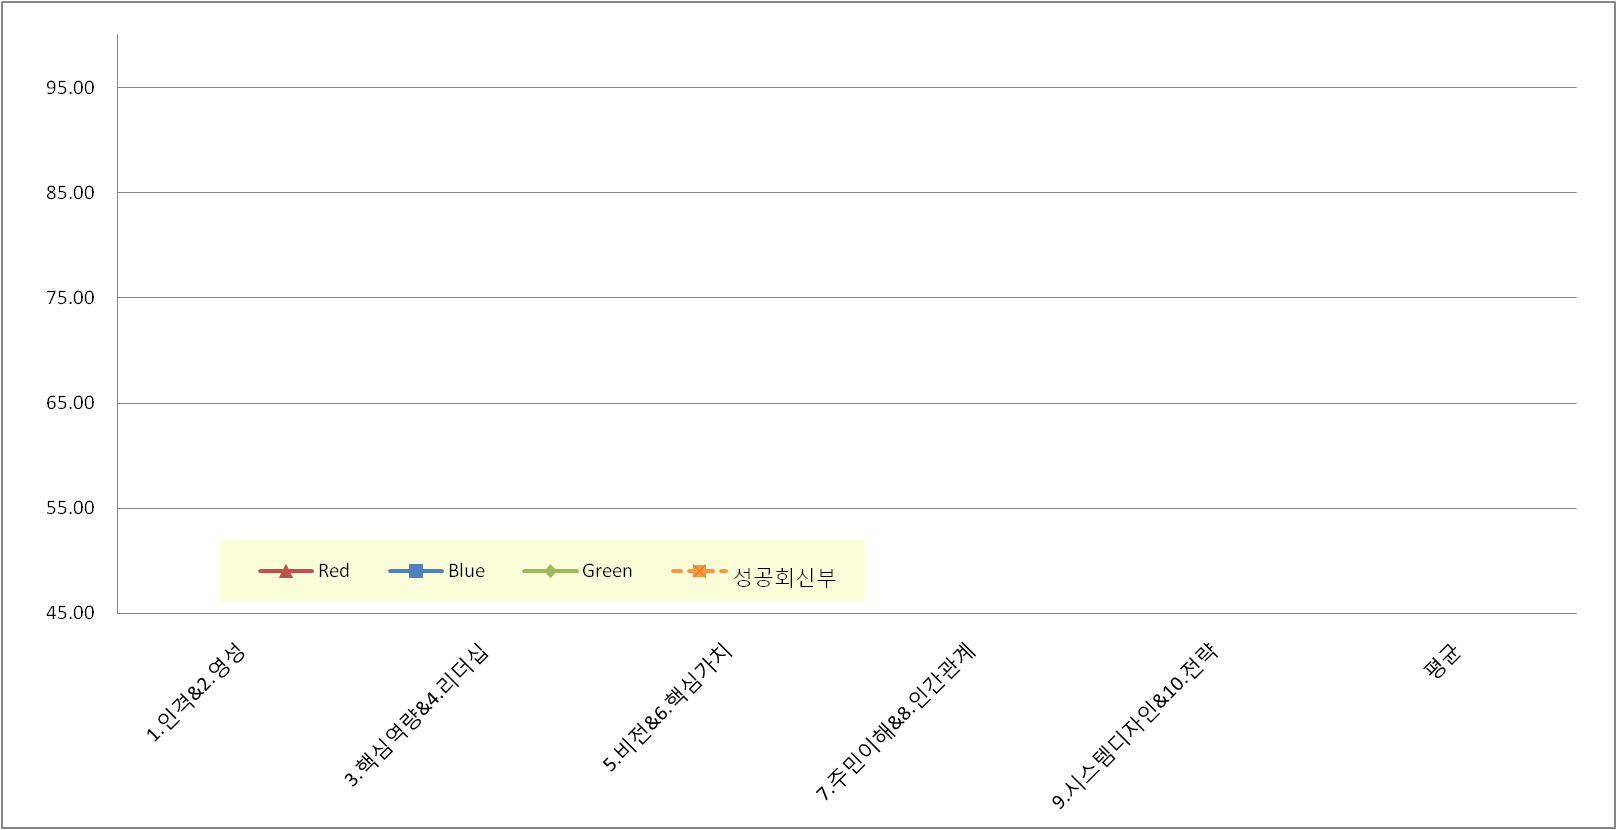 95.00
85.00
75.00
65.00
55.00
45.00
Red
Blue
Green
성공회신부
1.인격&2.영성
3.핵심역량&4.리더십
5.비전&6.핵심가치
7.주민이해&8.인간관계
9.시스템디자인&10.전략
평균